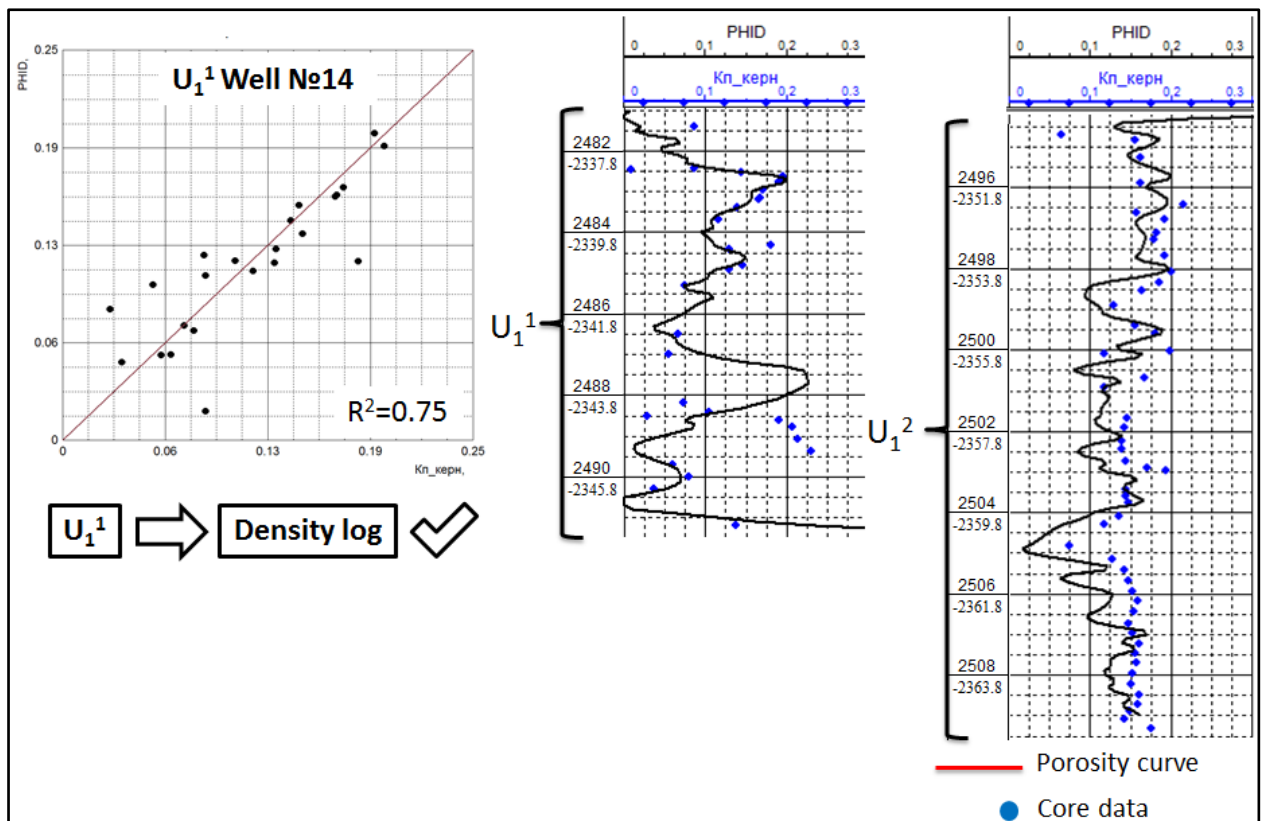 PHID,
0.25
0.19
0.13
0.06
0
U₁¹ Well №14
R²=0.75
0 0.06 0.13 0.19 0.25
Кп_керн,
U₁¹
Density log
U₁¹
PHID
0 0,1 0,2 0.3
Кп_керн
0 0,1 0,2 0.3
2482
-2337.8
2484
-2339.8
2486
-2341.8
2488
-2343.8
2490
-2345.8
U₁²
PHID
0 0,1 0,2 0.3
Кп_керн
0 0,1 0,2 0.3
2496
-2351.8
2498
-2353.8
2500
-2355.8
2502
-2357.8
2504
-2359.8
2506
-2361.8
2508
-2363.8
Porosity curve
Core data